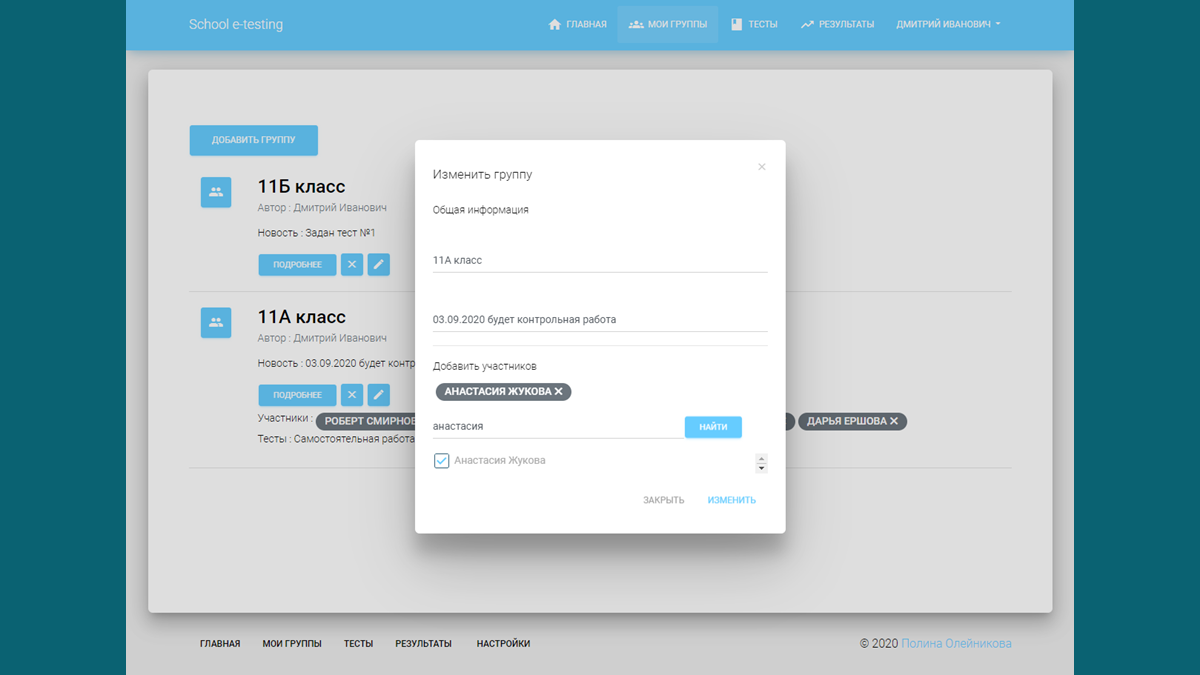 School e-testing
ГЛАВНАЯ
МОИ ГРУППЫ
ТЕСТЫ
РЕЗУЛЬТАТЫ
ДМИТРИЙ ИВАНОВИЧ
ДОБАВИТЬ ГРУППУ
11Б класс
Автор : Дмитрий Иванович
Новость : Задан тест №1
ПОДРОБНЕЕ
11А класс
Автор : Дмитрий Иванович
Новость : 03.09.2020 будет контр
ПОДРОБНЕЕ
Участники : РОБЕРТ СМИРНОВ ДАРЬЯ ЕРШОВА ✕
Тесты : Самостоятельная работа
Изменить группу
×
Общая информация
11А класс
03.09.2020 будет контрольная работа
Добавить участников
АНАСТАСИЯ ЖУКОВА ✕
анастасия
НАЙТИ
Анастасия Жукова
ЗАКРЫТЬ ИЗМЕНИТЬ
ГЛАВНАЯ МОИ ГРУППЫ ТЕСТЫ РЕЗУЛЬТАТЫ НАСТРОЙКИ
© 2020 Полина Олейникова